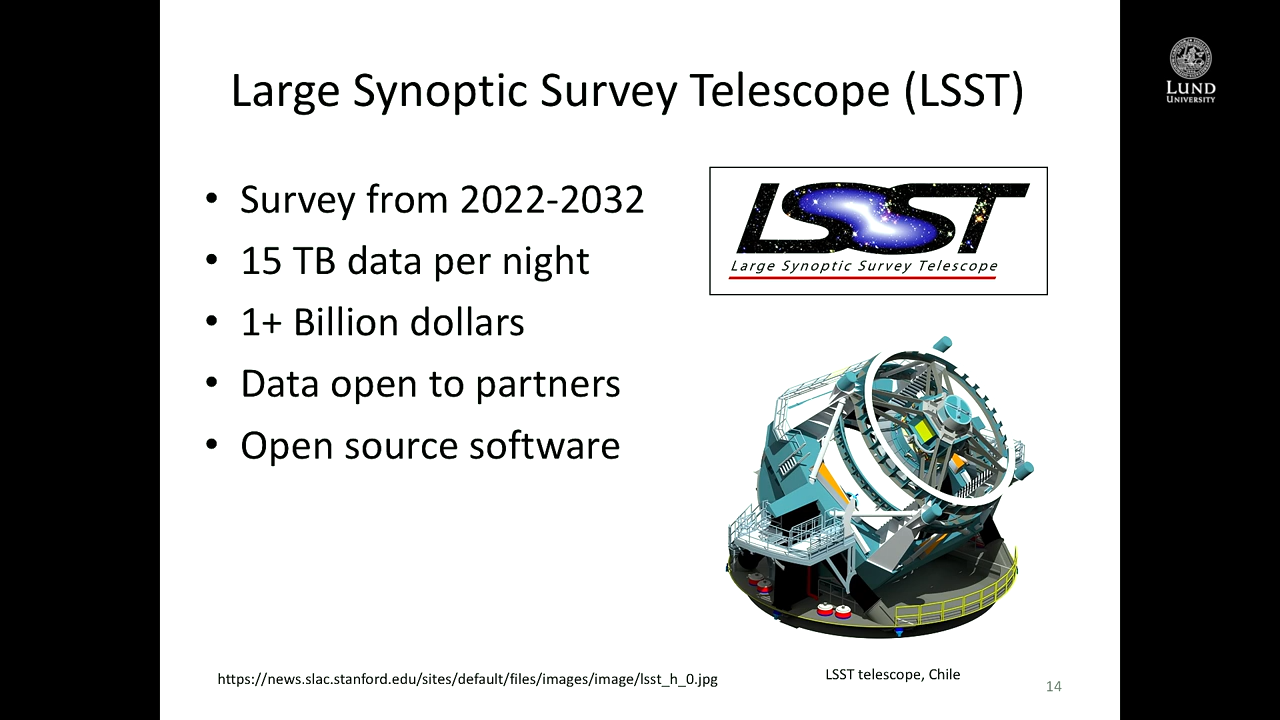 Large Synoptic Survey Telescope (LSST)
LUND
UNIVERSITY
• Survey from 2022-2032
• 15 TB data per night
• 1+ Billion dollars
• Data open to partners
• Open source software
LSST
Large Synoptic Survey Telescope
https://news.slac.stanford.edu/sites/default/files/images/image/lsst_h_0.jpg
LSST telescope, Chile
14